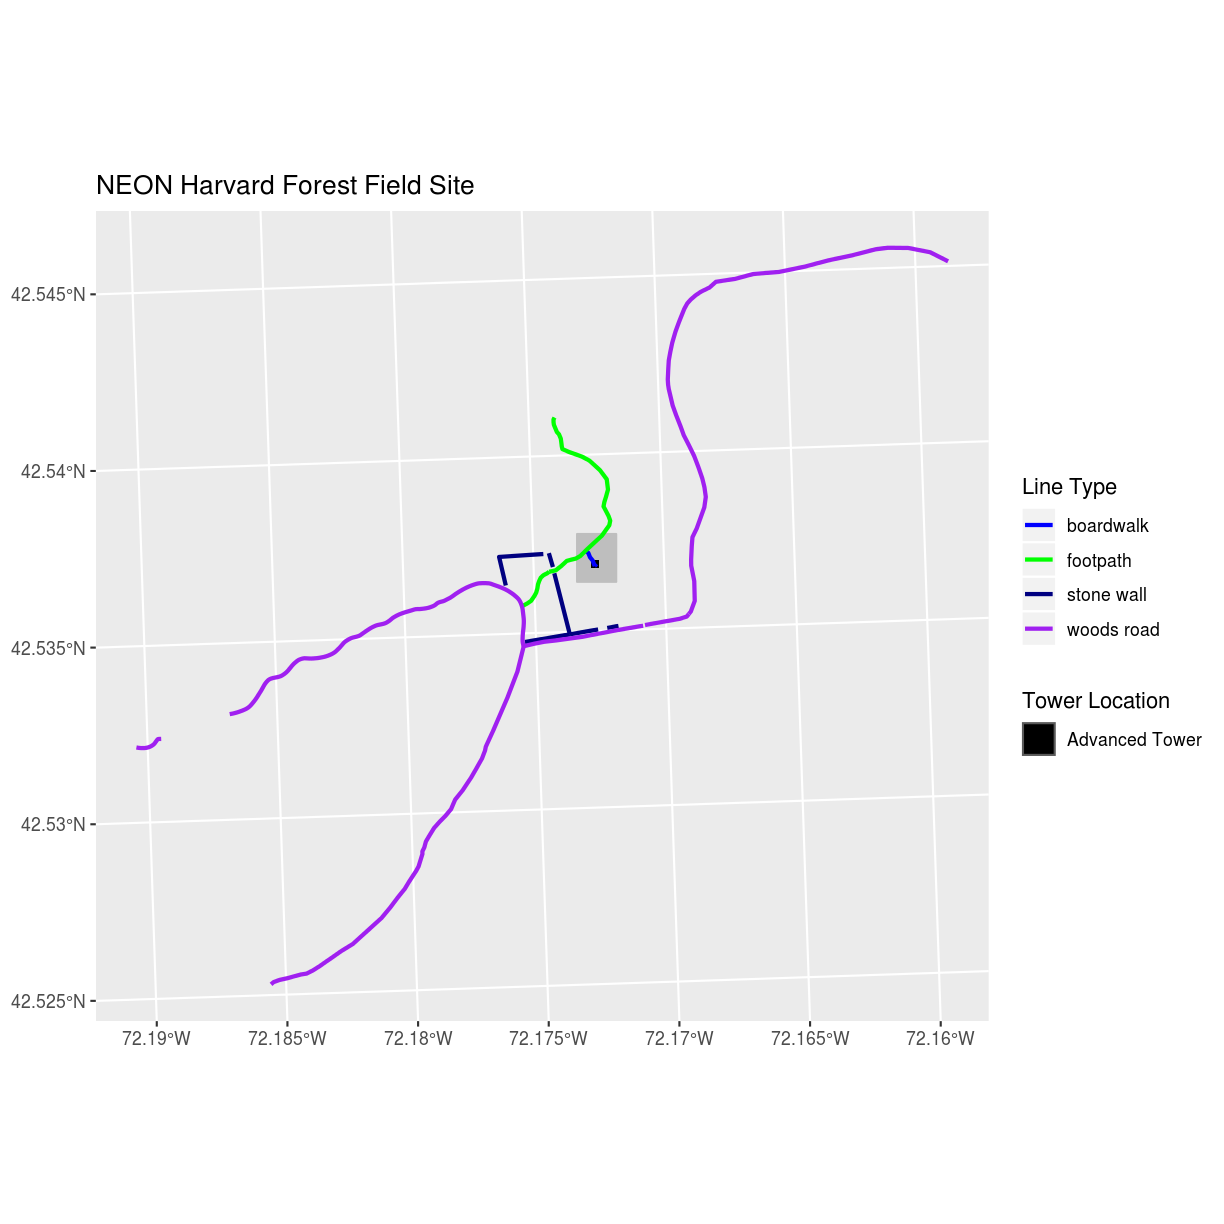 NEON Harvard Forest Field Site
42.545°N
42.54°N
42.535°N
42.53°N
42.525°N
72.19°W
72.185°W
72.18°W
72.175°W
72.17°W
72.165°W
72.16°W
Line Type
boardwalk
footpath
stone wall
woods road
Tower Location
Advanced Tower